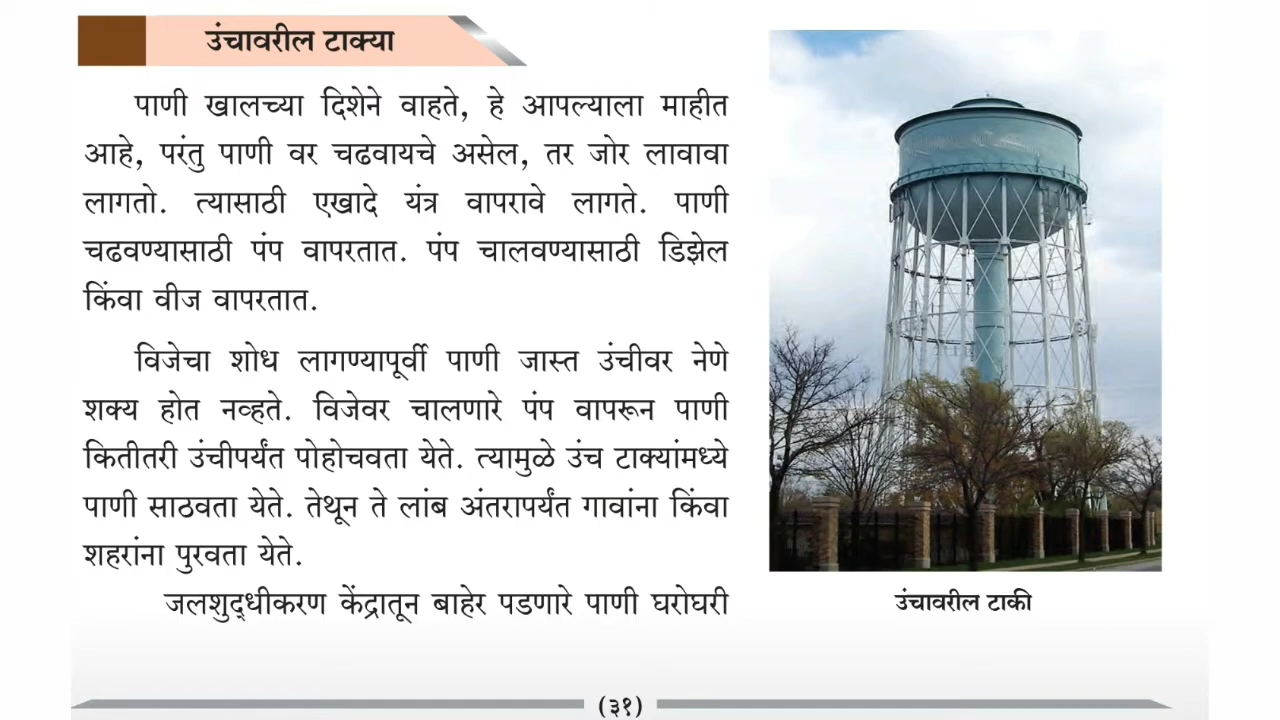 उंचावरील टाक्या
पाणी खालच्या दिशेने वाहते, हे आपल्याला माहीत
आहे, परंतु पाणी वर चढवायचे असेल, तर जोर लावावा
लागतो. त्यासाठी एखादे यंत्र वापरावे लागते. पाणी
चढवण्यासाठी पंप वापरतात. पंप चालवण्यासाठी डिझेल
किंवा वीज वापरतात.
विजेचा शोध लागण्यापूर्वी पाणी जास्त उंचीवर नेणे
शक्य होत नव्हते. विजेवर चालणारे पंप वापरून पाणी
कितीतरी उंचीपर्यंत पोहोचवता येते. त्यामुळे उंच टाक्यांमध्ये
पाणी साठवता येते. तेथून ते लांब अंतरापर्यंत गावांना किंवा
शहरांना पुरवता येते.
जलशुद्धीकरण केंद्रातून बाहेर पडणारे पाणी घरोघरी
उंचावरील टाकी
(३१)